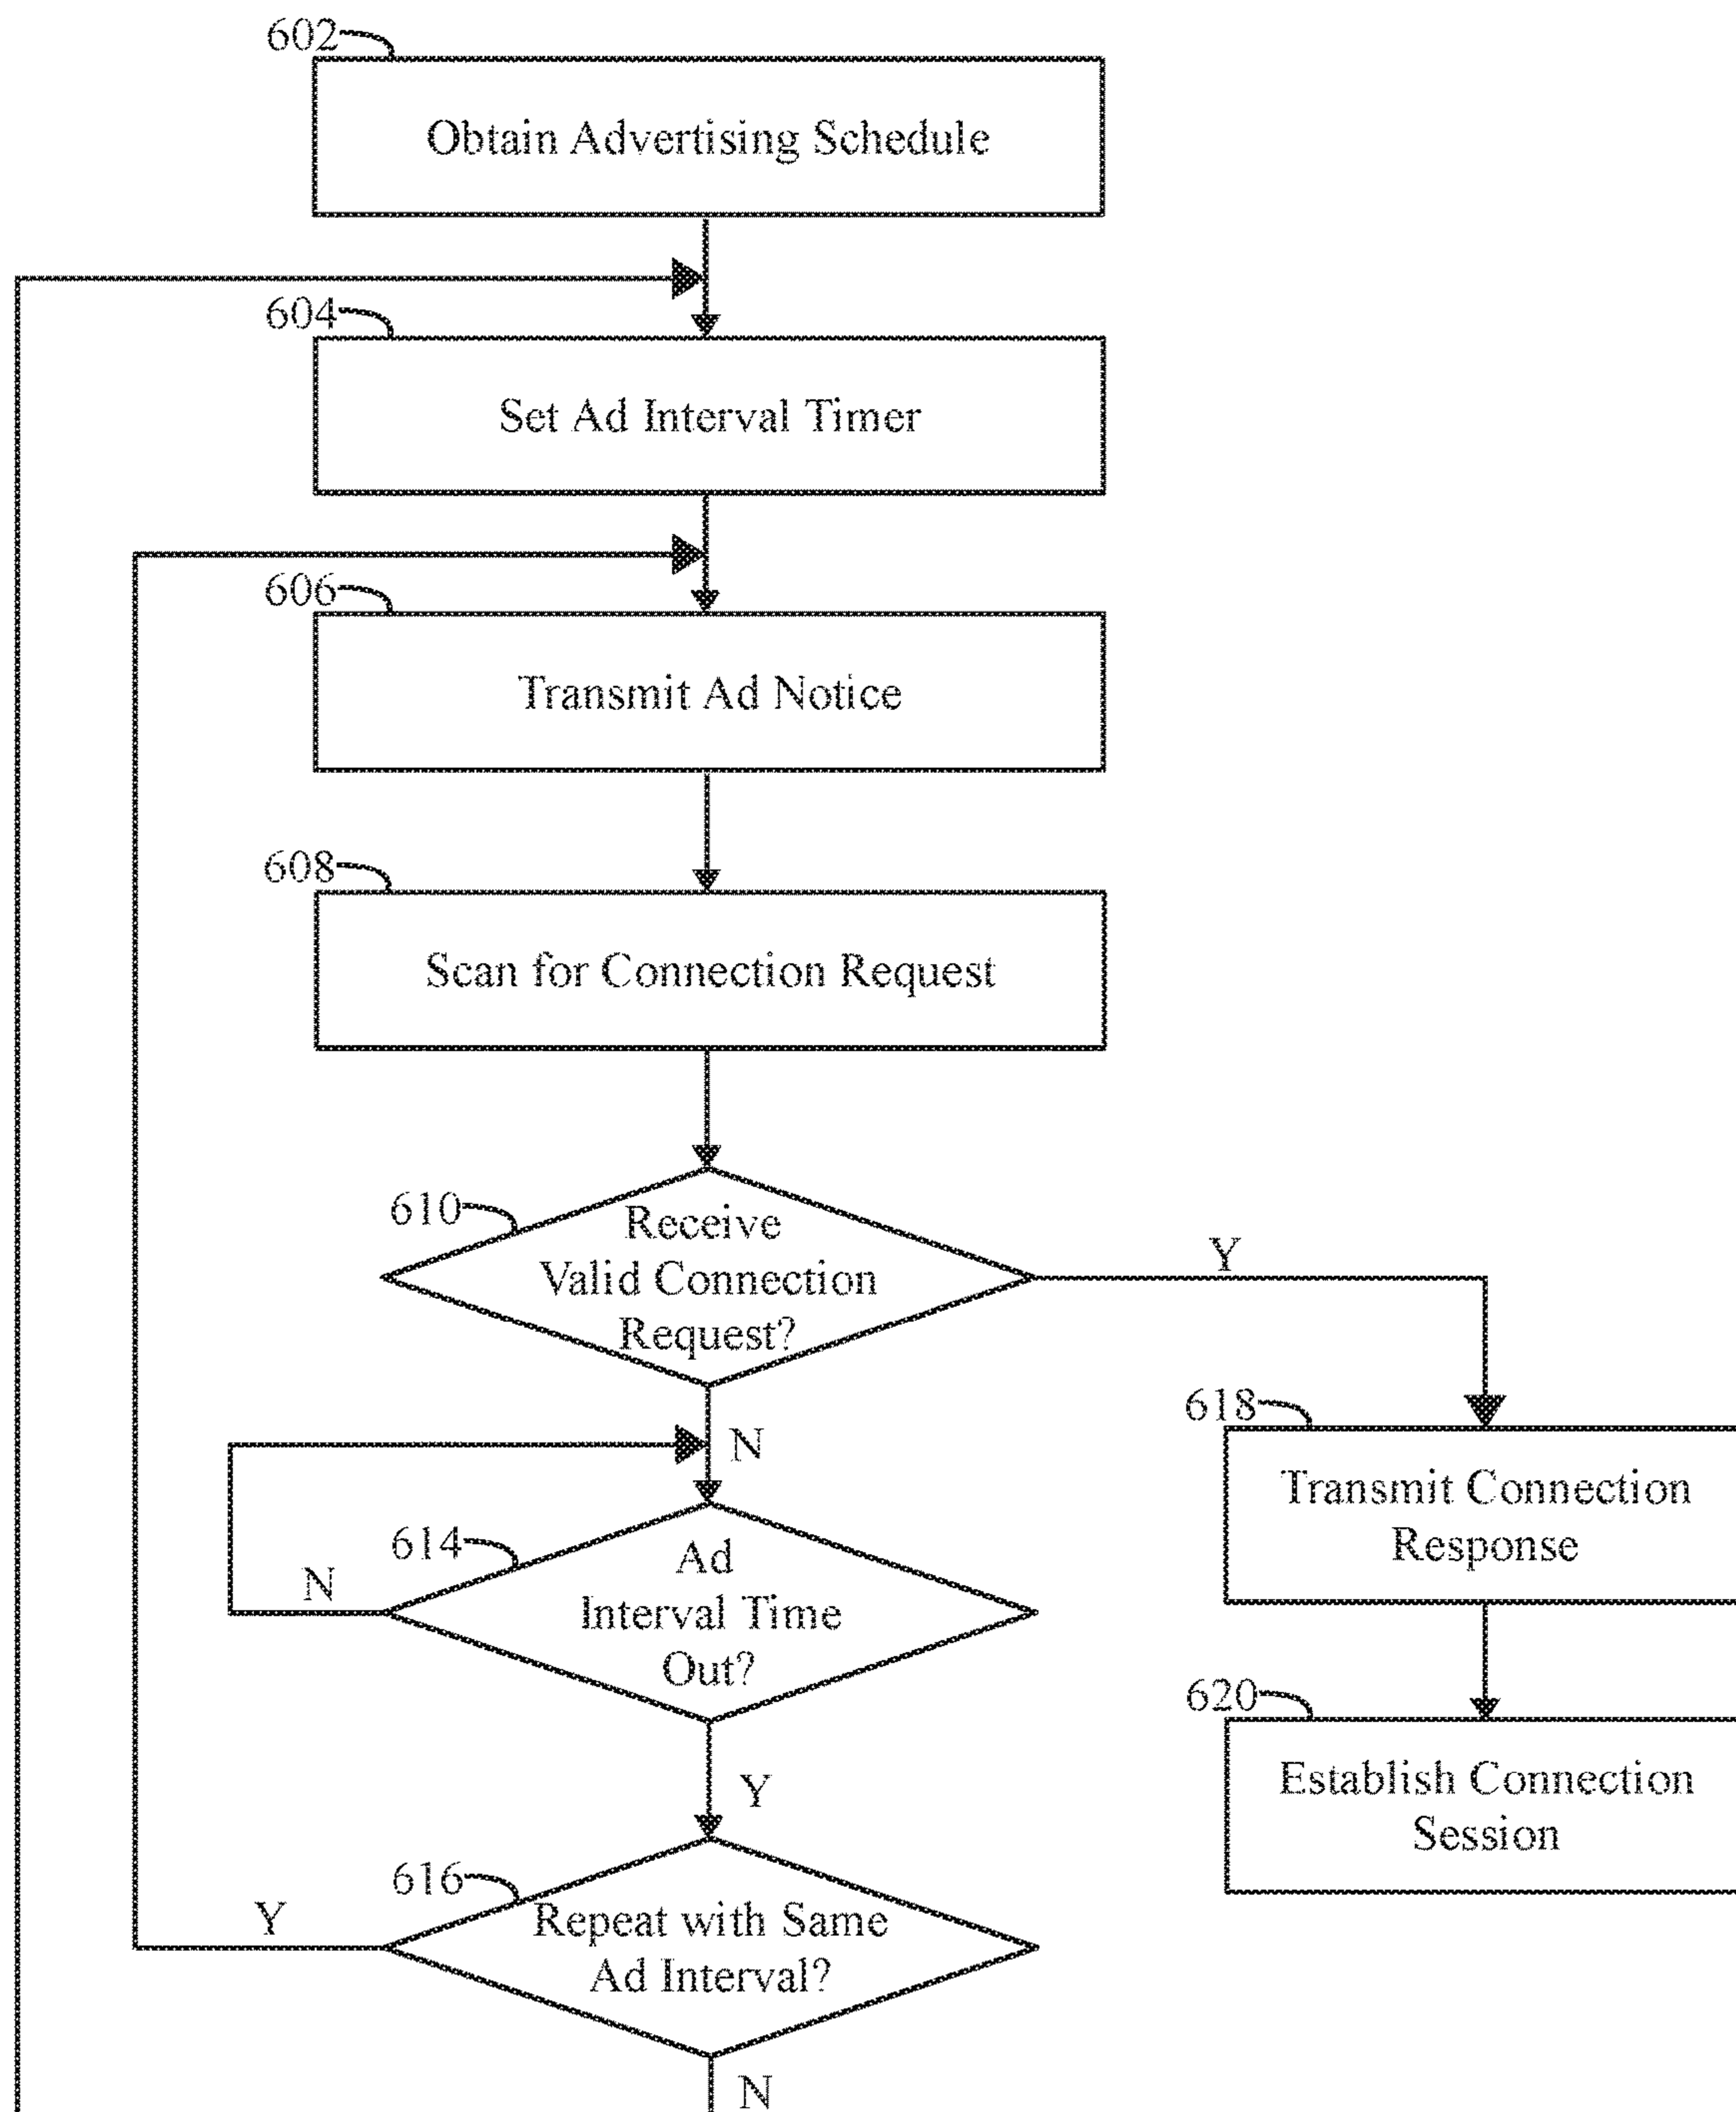 602
Obtain Advertising Schedule
604
Set Ad Interval Timer
606
Transmit Ad Notice
608
Scan for Connection Request
610
Receive
Valid Connection
Request?
Y
N
614
Ad
Interval Time
Out?
N
Y
616
Repeat with Same
Ad Interval?
Y
N
618
Transmit Connection
Response
620
Establish Connection
Session